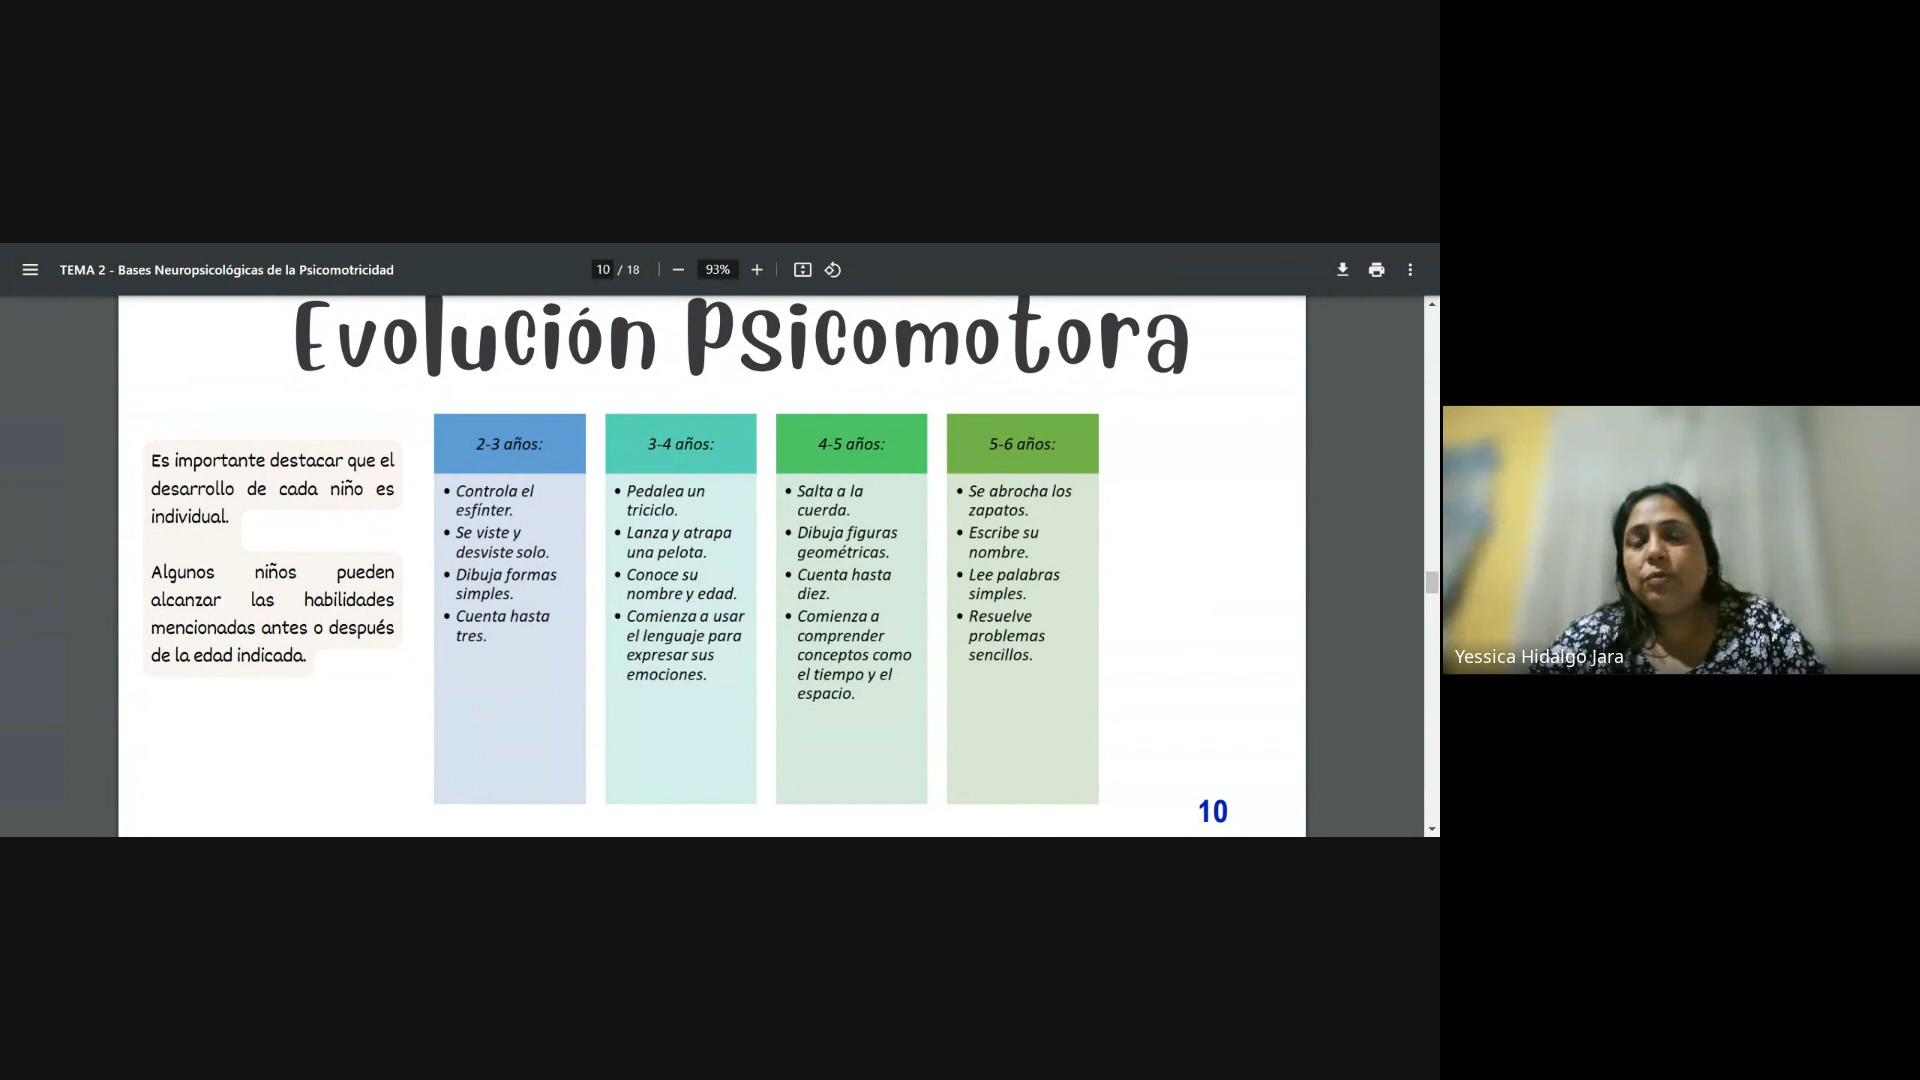 TEMA 2 - Bases Neuropsicológicas de la Psicomotricidad
10 / 18
93%
Evolución Psicomotora
Es importante destacar que el
desarrollo de cada niño es
individual.
Algunos niños pueden
alcanzar las habilidades
mencionadas antes o después
de la edad indicada.
2-3 años:
• Controla el
esfínter.
• Se viste y
desviste solo.
• Dibuja formas
simples.
• Cuenta hasta
tres.
3-4 años:
• Pedalea un
triciclo.
• Lanza y atrapa
una pelota.
• Conoce su
nombre y edad.
• Comienza a usar
el lenguaje para
expresar sus
emociones.
4-5 años:
• Salta a la
cuerda.
• Dibuja figuras
geométricas.
• Cuenta hasta
diez.
• Comienza a
comprender
conceptos como
el tiempo y el
espacio.
5-6 años:
• Se abrocha los
zapatos.
• Escribe su
nombre.
• Lee palabras
simples.
• Resuelve
problemas
sencillos.
10
Yessica Hidalgo Jara